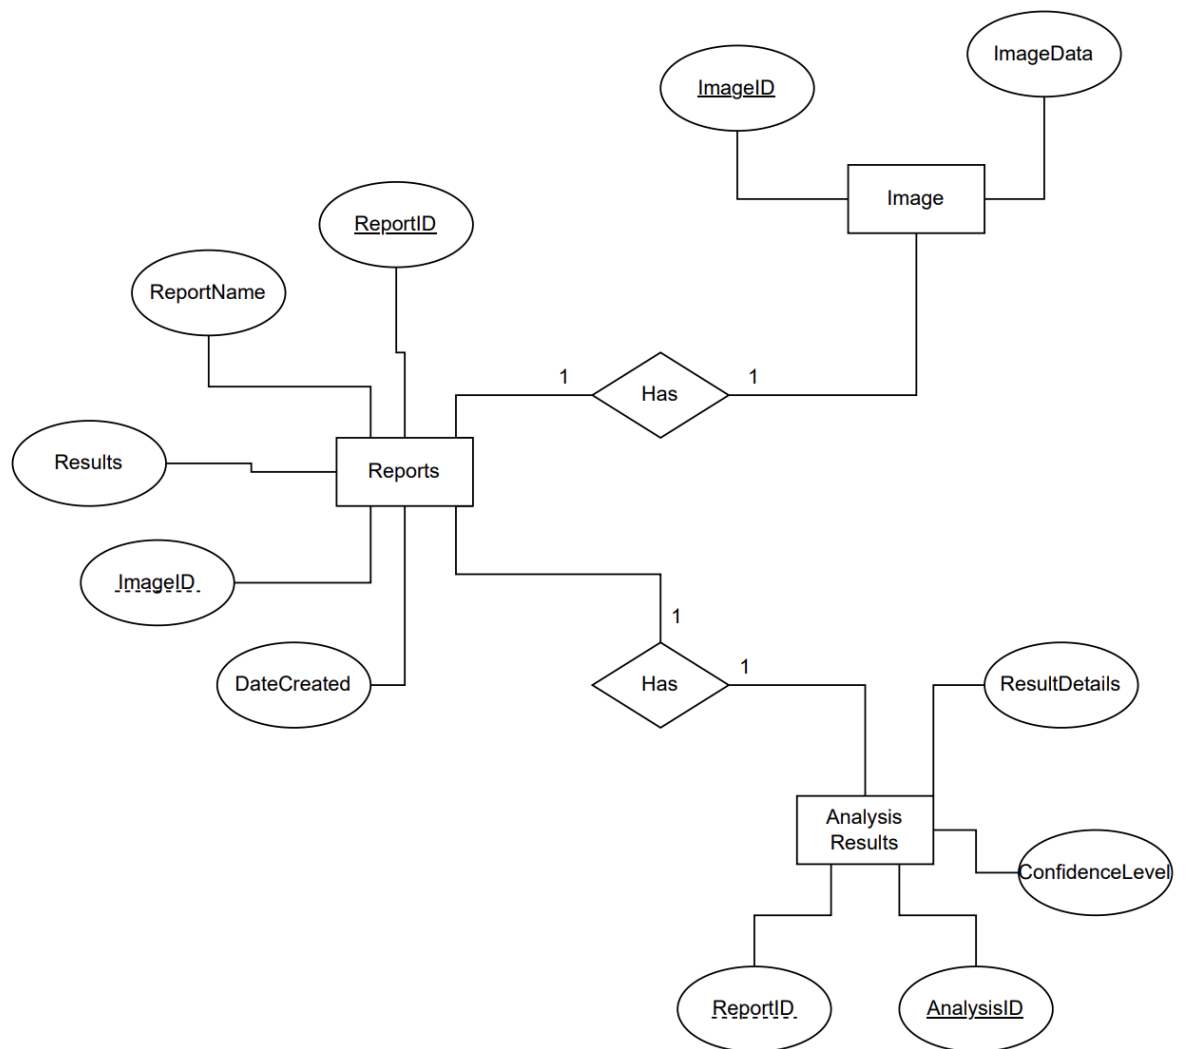 ImageData
ImageID
Image
ReportID
ReportName
1
Has
1
Results
Reports
ImageID
1
DateCreated
Has
1
ResultDetails
Analysis
Results
ConfidenceLevel
ReportID
AnalysisID